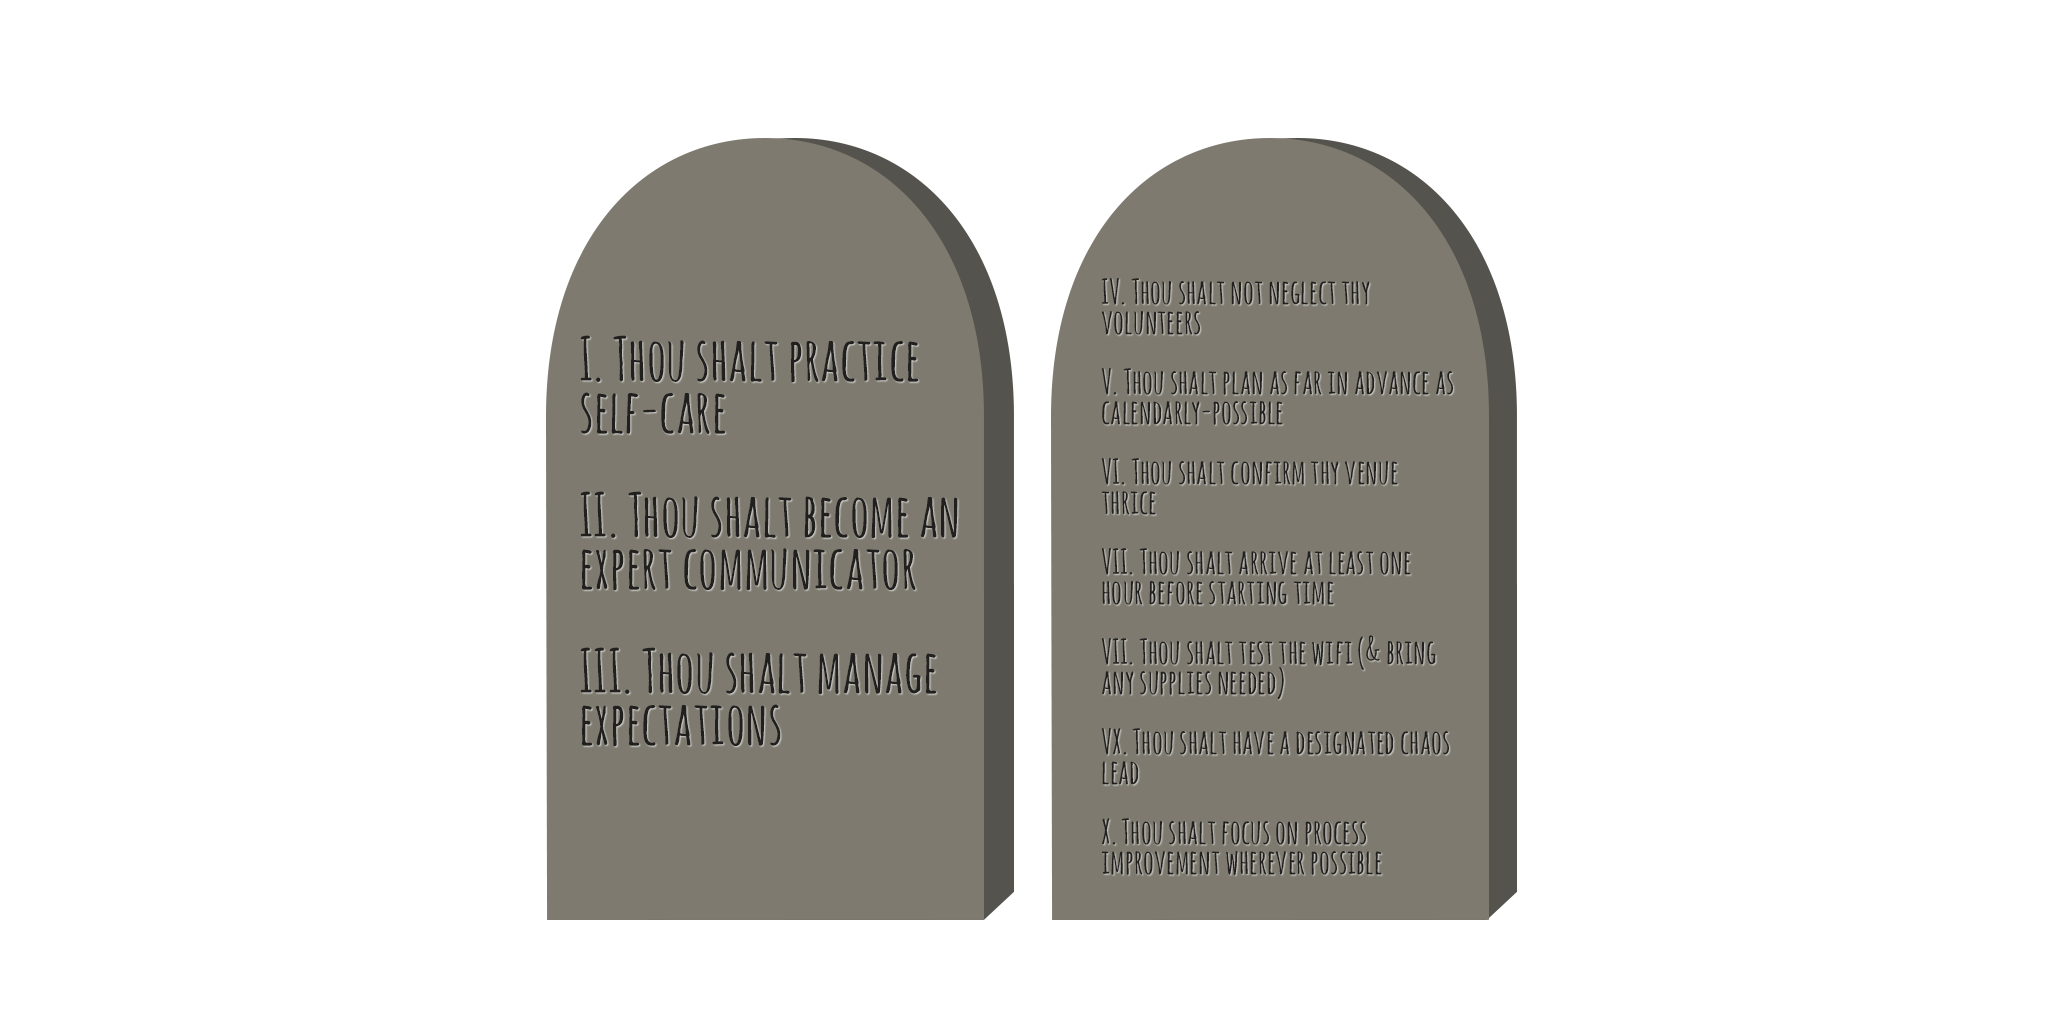 I. Thou shalt practice
self-care
II. Thou shalt become an
expert communicator
III. Thou shalt manage
expectations
IV. Thou shalt not neglect thy
volunteers
V. Thou shalt plan as far in advance as
calendarly-possible
VI. Thou shalt confirm thy venue
thrice
VII. Thou shalt arrive at least one
hour before starting time
VII. Thou shalt test the wifi (& bring
any supplies needed)
VX. Thou shalt have a designated chaos
lead
X. Thou shalt focus on process
improvement wherever possible